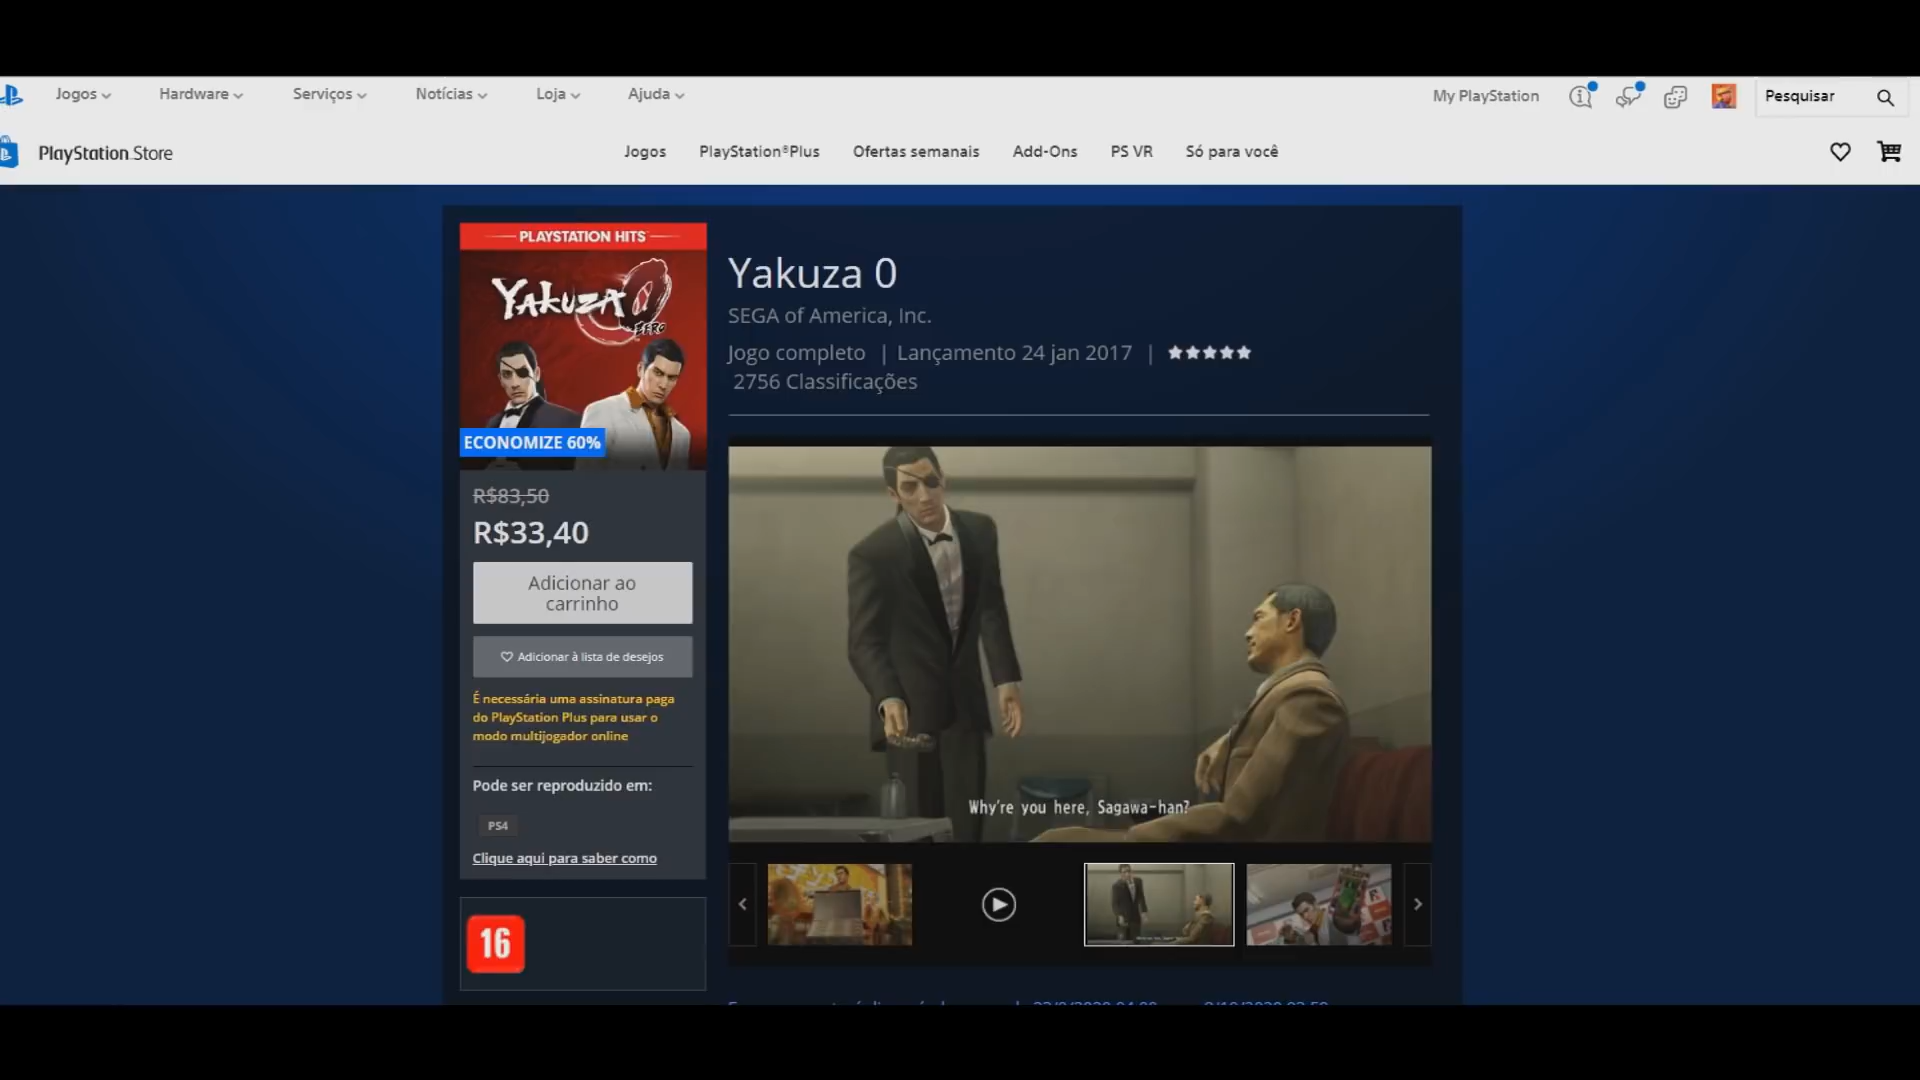 Jogos
Hardware
Serviços
Notícias
Loja
Ajuda
My PlayStation
Pesquisar
PlayStation Store
Jogos
PlayStation®Plus
Ofertas semanais
Add-Ons
PS VR
Só para você
PLAYSTATION HITS
YAKUZA 0
ZERO
ECONOMIZE 60%
R$83,50
R$33,40
Adicionar ao
carrinho
Adicionar à lista de desejos
É necessária uma assinatura paga
do PlayStation Plus para usar o
modo multijogador online
Pode ser reproduzido em:
PS4
Clique aqui para saber como
16
Yakuza 0
SEGA of America, Inc.
Jogo completo | Lançamento 24 jan 2017 |
2756 Classificações
Why're you here, Sagawa-han?